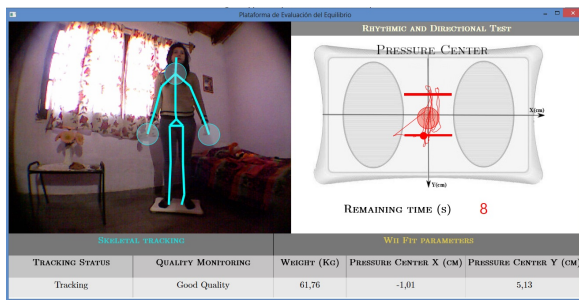 Plataforma de Evaluación del Equilibrio
Rhythmic and Directional Test
Pressure Center
X(cm)
Y(cm)
Remaining time (s) 8
Skeletal tracking
Wii Fit parameters
Tracking Status Quality Monitoring Weight (Kg) Pressure Center X (cm) Pressure Center Y (cm)
Tracking Good Quality 61,76 -1,01 5,13